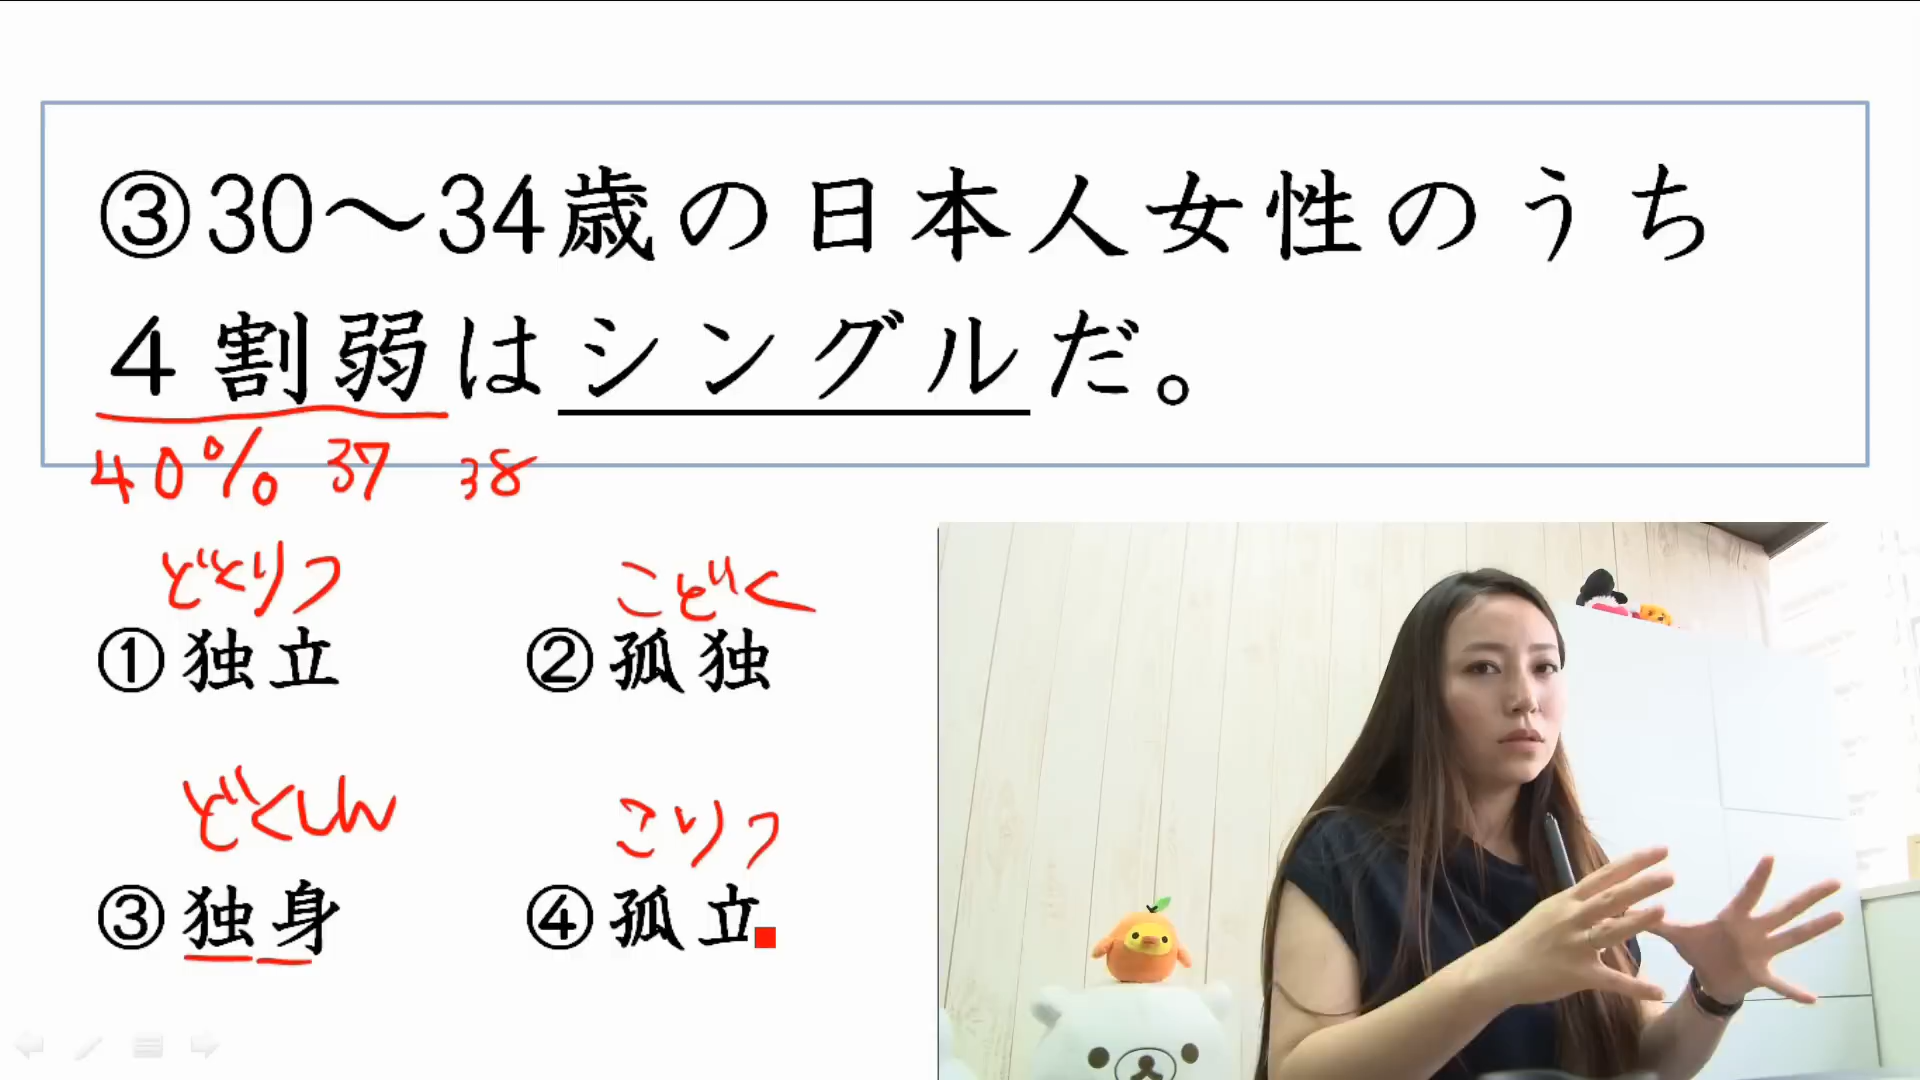 ③30～34歳の日本人女性のうち
４割弱はシングルだ。
40% 37 38
どくりつ こどく
①独立 ②孤独
どくしん こりつ
③独身 ④孤立